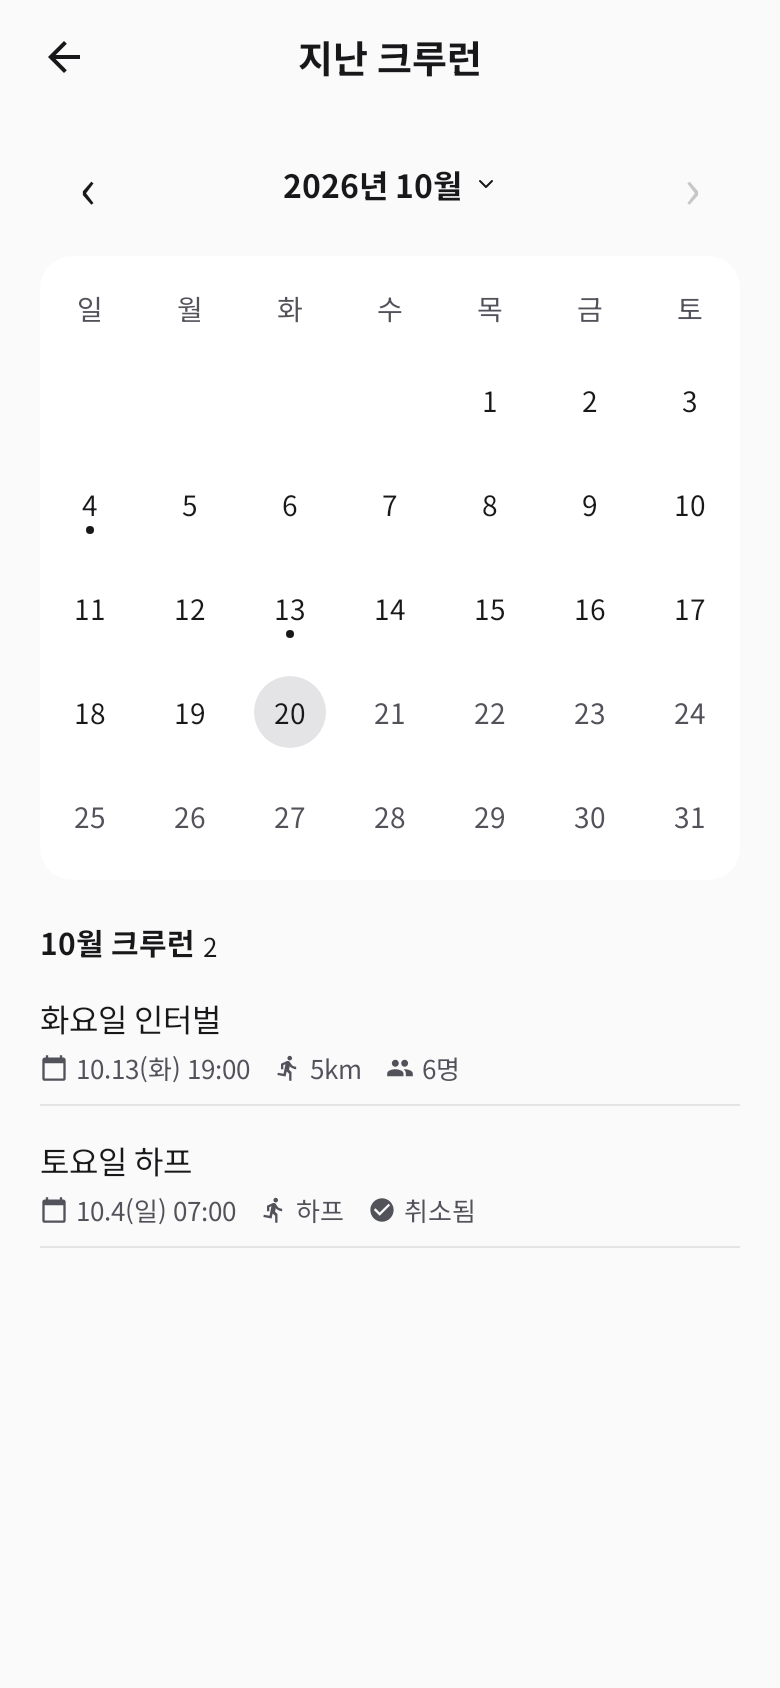 지난 크루런
2026년 10월
일 월 화 수 목 금 토
1 2 3
4 5 6 7 8 9 10
11 12 13 14 15 16 17
18 19 20 21 22 23 24
25 26 27 28 29 30 31
10월 크루런 2
화요일 인터벌
10.13(화) 19:00 5km 6명
토요일 하프
10.4(일) 07:00 하프 취소됨